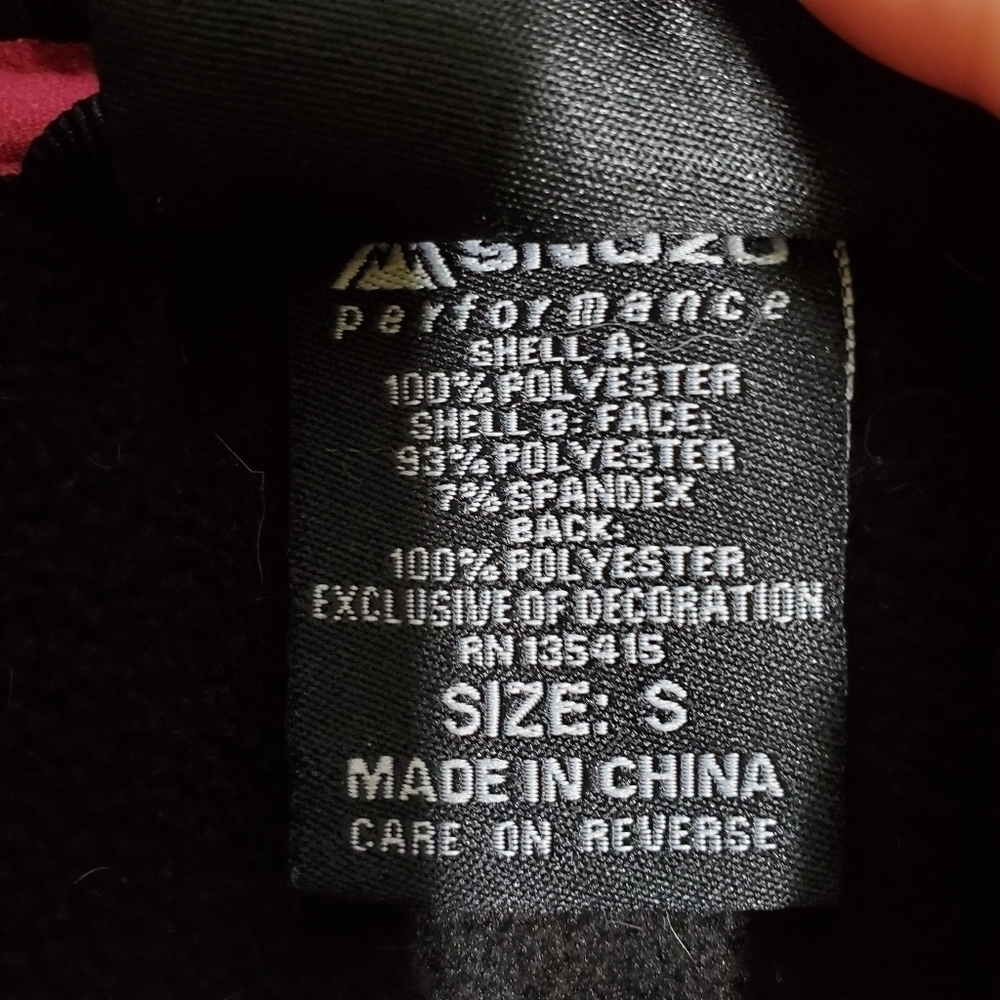 SNOZU
performance
SHELL A:
100% POLYESTER
SHELL B: FACE:
93% POLYESTER
7% SPANDEX
BACK:
100% POLYESTER
EXCLUSIVE OF DECORATION
RN 135415
SIZE: S
MADE IN CHINA
CARE ON REVERSE